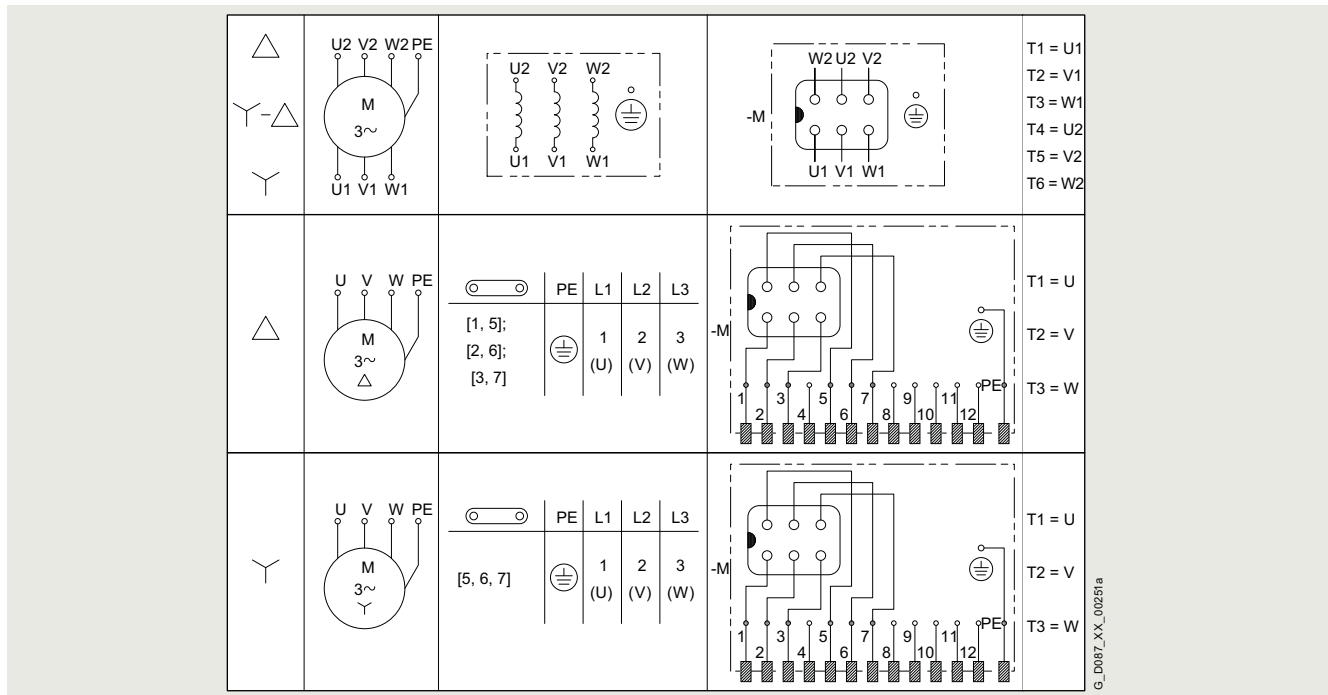 U2 V2 W2 PE
M
3~
U1 V1 W1
U2 V2 W2
U1 V1 W1
W2 U2 V2
-M
U1 V1 W1
T1 = U1
T2 = V1
T3 = W1
T4 = U2
T5 = V2
T6 = W2
U V W PE
M
3~
PE L1 L2 L3
[1, 5];
[2, 6];
[3, 7]
1 2 3
(U) (V) (W)
-M
PE
1 2 3 4 5 6 7 8 9 10 11 12
T1 = U
T2 = V
T3 = W
U V W PE
M
3~
PE L1 L2 L3
[5, 6, 7]
1 2 3
(U) (V) (W)
-M
PE
1 2 3 4 5 6 7 8 9 10 11 12
T1 = U
T2 = V
T3 = W
G_D087_XX_00251a